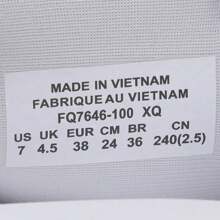 MADE IN VIETNAM
FABRIQUE AU VIETNAM
FQ7646-100 XQ
US UK EUR CM BR CN
7 4.5 38 24 36 240(2.5)